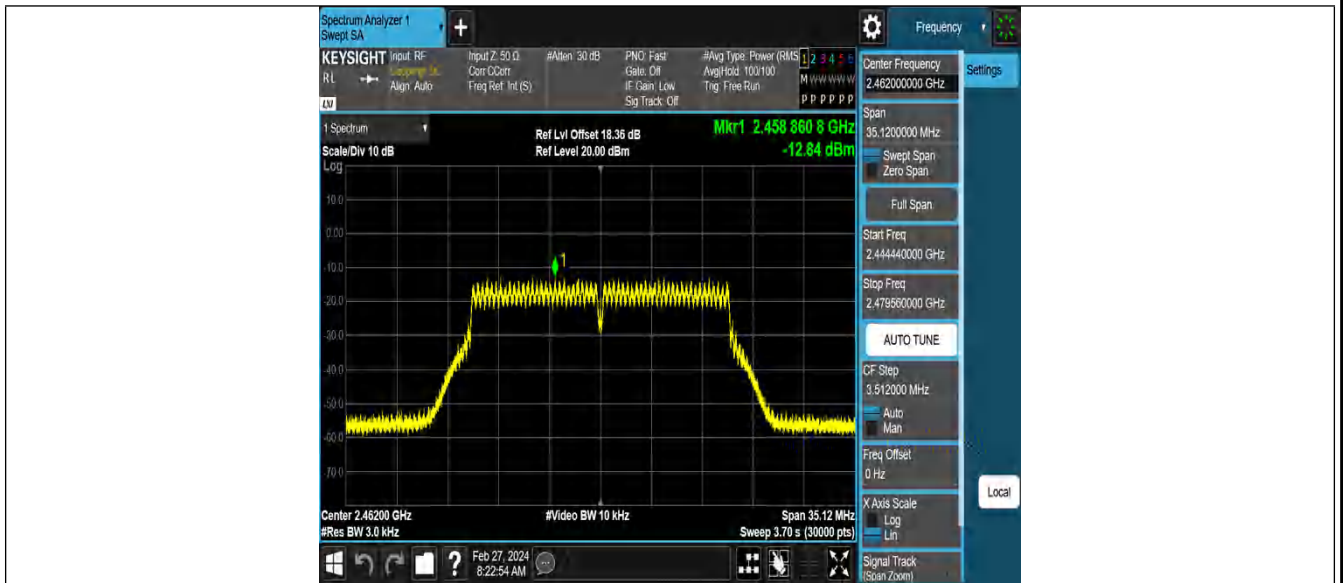 Spectrum Analyzer 1
Swept SA
+
Frequency
KEYSIGHT
Input: RF
Coupling: DC
Align: Auto
RL
LXI
Input Z: 50 Ω
Corr CCorr
Freq Ref: Int (S)
#Atten: 30 dB
PNO: Fast
Gate: Off
IF Gain: Low
Sig Track: Off
#Avg Type: Power (RMS
Avg|Hold: 100/100
Trig: Free Run
1 2 3 4 5 6
M W W W W W
P P P P P P
Center Frequency
2.462000000 GHz
Settings
Span
35.1200000 MHz
Swept Span
Zero Span
Full Span
Start Freq
2.444440000 GHz
Stop Freq
2.479560000 GHz
AUTO TUNE
CF Step
3.512000 MHz
Auto
Man
Freq Offset
0 Hz
X Axis Scale
Log
Lin
Local
Signal Track
(Span Zoom)
1 Spectrum
Scale/Div 10 dB
Log
Ref Lvl Offset 18.36 dB
Ref Level 20.00 dBm
Mkr1 2.458 860 8 GHz
-12.84 dBm
10.0
0.00
-10.0
-20.0
-30.0
-40.0
-50.0
-60.0
-70.0
1
Center 2.46200 GHz
#Res BW 3.0 kHz
#Video BW 10 kHz
Span 35.12 MHz
Sweep 3.70 s (30000 pts)
?
Feb 27, 2024
8:22:54 AM